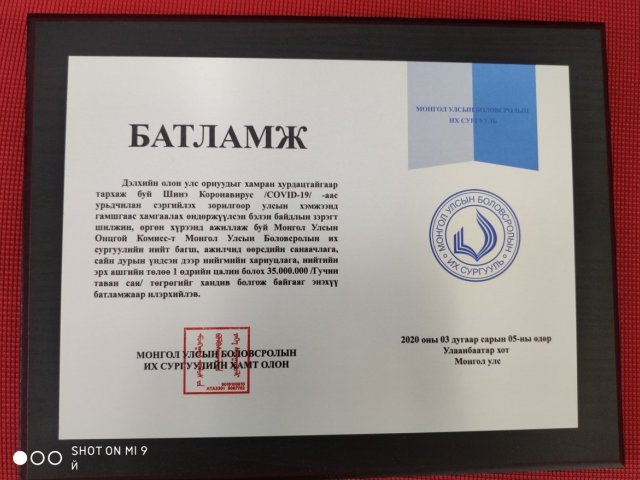 МОНГОЛ УЛСЫН БОЛОВСРОЛЫН
ИХ СУРГУУЛЬ
БАТЛАМЖ
Дэлхийн олон улс орнуудыг хамран хурдацтайгаар
тархаж буй Шинэ Коронавирус /COVID-19/ -аас
урьдчилан сэргийлэх зорилгоор улсын хэмжээнд
гамшгаас хамгаалах өндөржүүлсэн бэлэн байдлын зэрэгт
шилжин, өргөн хүрээнд ажиллаж буй Монгол Улсын
Онцгой Комисс-т Монгол Улсын Боловсролын их
сургуулийн нийт багш, ажилчид өөрсдийн санаачлага,
сайн дурын үндсэн дээр нийгмийн хариуцлага, нийтийн
эрх ашгийн төлөө 1 өдрийн цалин болох 35.000.000 /Гучин
таван сая/ төгрөгийг хандив болгож байгааг энэхүү
батламжаар илэрхийлэв.
МОНГОЛ УЛСЫН БОЛОВСРОЛЫН
ИХ СУРГУУЛИЙН ХАМТ ОЛОН
МОНГОЛ УЛСЫН БОЛОВСРОЛЫН
ИХ СУРГУУЛЬ
2020 оны 03 дугаар сарын 05-ны өдөр
Улаанбаатар хот
Монгол улс
SHOT ON MI 9
Й